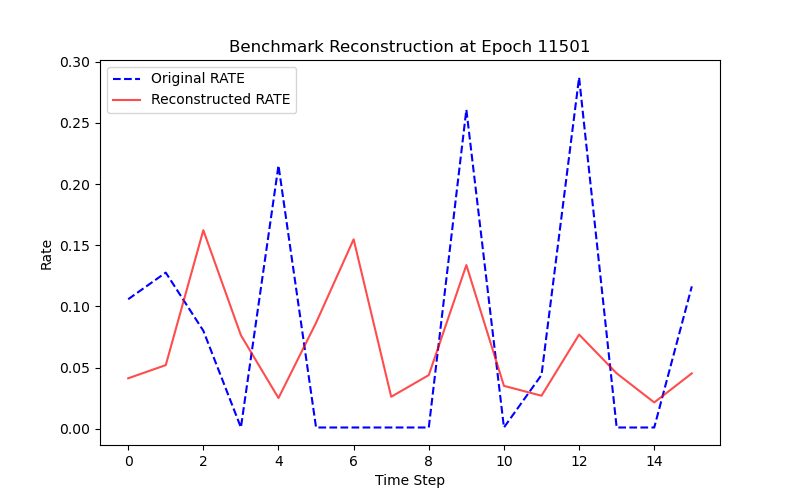 Benchmark Reconstruction at Epoch 11501
Original RATE
Reconstructed RATE
0.30
0.25
0.20
0.15
0.10
0.05
0.00
Rate
0 2 4 6 8 10 12 14
Time Step